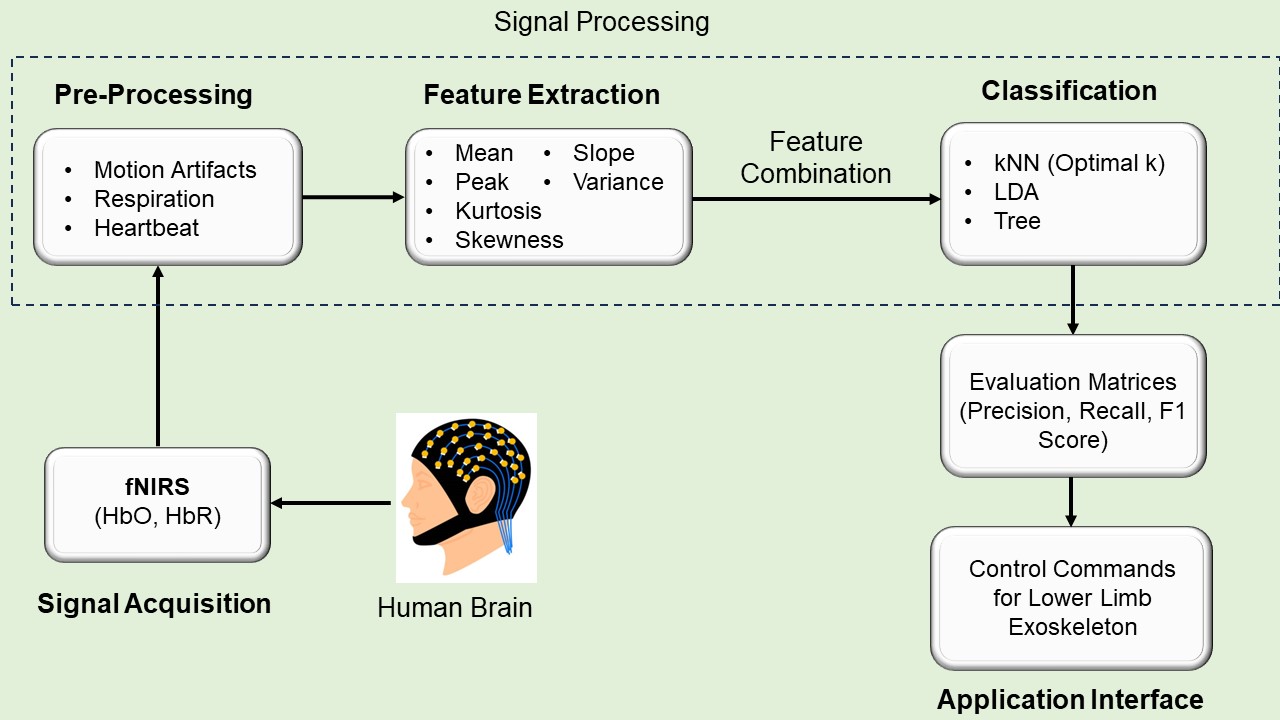 Signal Processing
Pre-Processing
• Motion Artifacts
• Respiration
• Heartbeat
Feature Extraction
• Mean • Slope
• Peak • Variance
• Kurtosis
• Skewness
Feature
Combination
Classification
• kNN (Optimal k)
• LDA
• Tree
Evaluation Matrices
(Precision, Recall, F1
Score)
Control Commands
for Lower Limb
Exoskeleton
Application Interface
fNIRS
(HbO, HbR)
Signal Acquisition
Human Brain